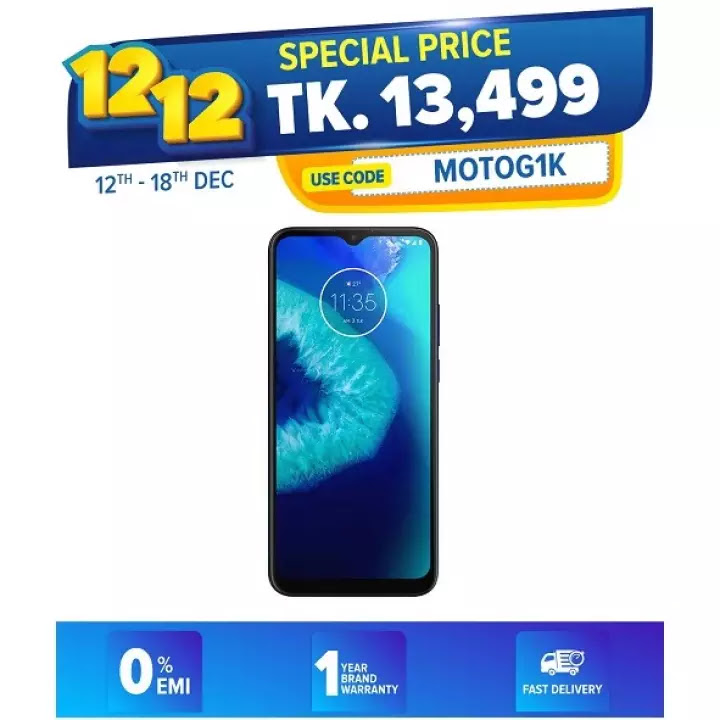 12
12
SPECIAL PRICE
TK. 13,499
12TH - 18TH DEC
USE CODE MOTOG1K
11:35
0% EMI
1 YEAR
BRAND
WARRANTY
FAST DELIVERY